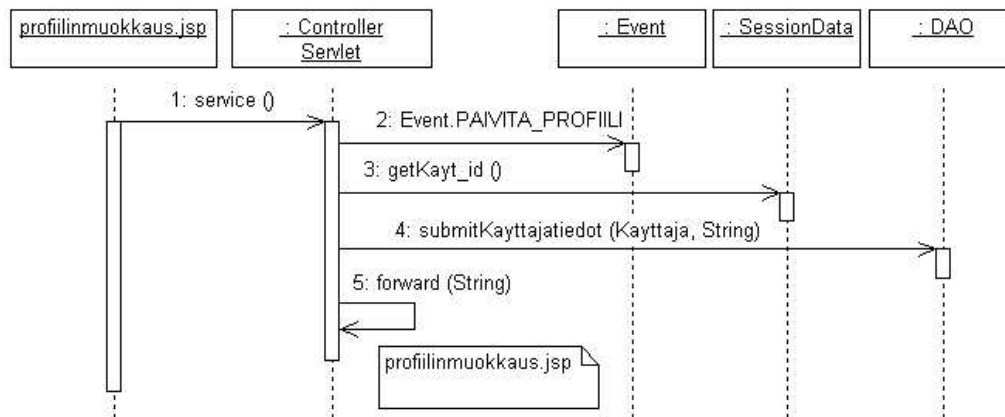 profiilinmuokkaus.jsp
: Controller
Servlet
: Event
: SessionData
: DAO
1: service ()
2: Event.PAIVITA_PROFIILI
3: getKayt_id ()
4: submitKayttajatiedot (Kayttaja, String)
5: forward (String)
profiilinmuokkaus.jsp